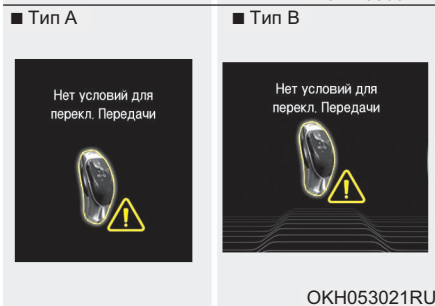 ■ Тип A
Нет условий для
перекл. Передачи
■ Тип B
Нет условий для
перекл. Передачи
OKH053021RU